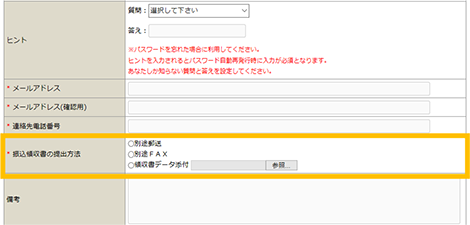 質問：選択して下さい
ヒント
答え：
※パスワードを忘れた場合に利用してください。
ヒントを入力されるとパスワード自動再発行時に入力が必須となります。
あなたしか知らない質問と答えを設定してください。
* メールアドレス
* メールアドレス(確認用)
* 連絡先電話番号
* 振込領収書の提出方法
○別途郵送
○別途ＦＡＸ
○領収書データ添付 参照...
備考